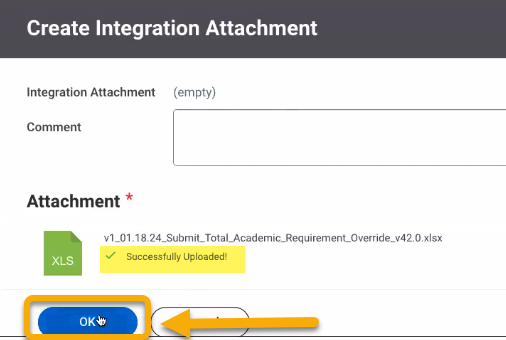 Create Integration Attachment
Integration Attachment (empty)
Comment
Attachment *
v1_01.18.24_Submit_Total_Academic_Requirement_Override_v42.0.xlsx
XLS
Successfully Uploaded!
OK